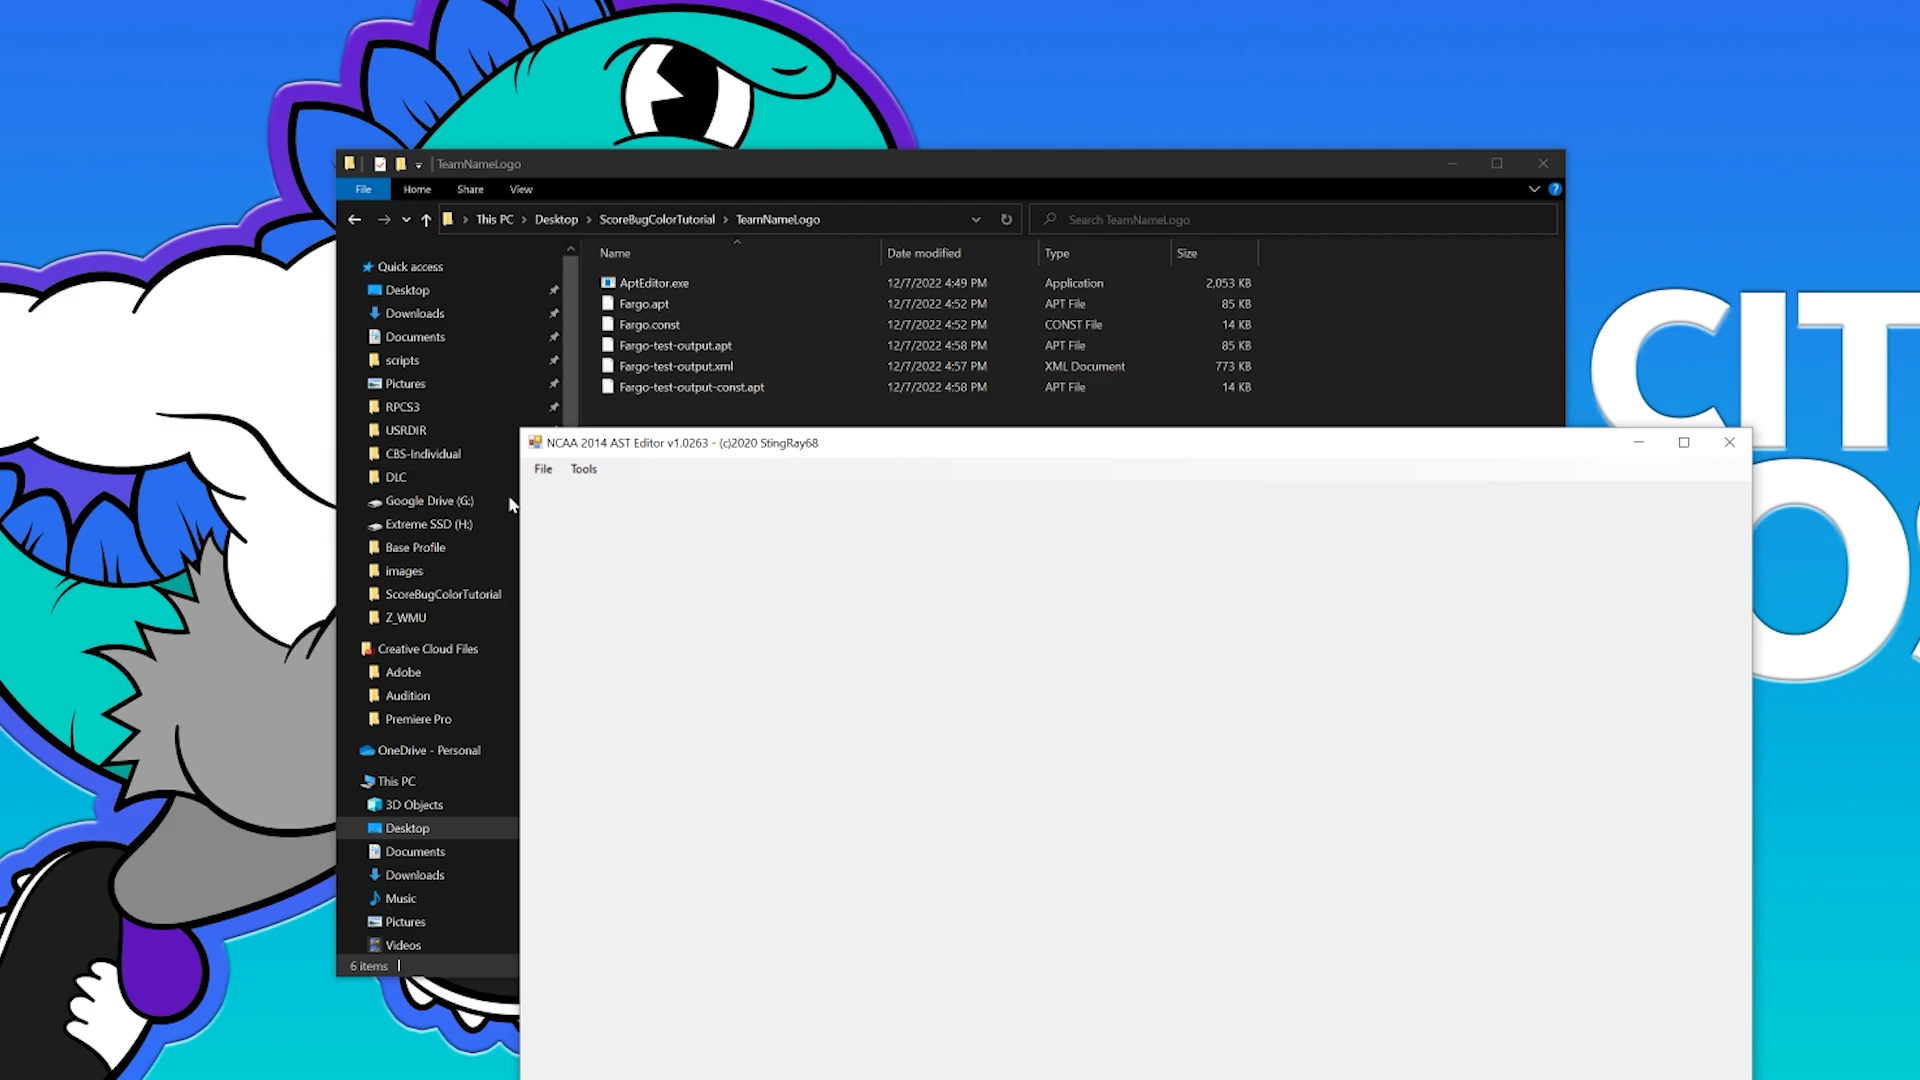 TeamNameLogo
File Home Share View
This PC > Desktop > ScoreBugColorTutorial > TeamNameLogo
Search TeamNameLogo
Name Date modified Type Size
AptEditor.exe 12/7/2022 4:49 PM Application 2,053 KB
Fargo.apt 12/7/2022 4:52 PM APT File 85 KB
Fargo.const 12/7/2022 4:52 PM CONST File 14 KB
Fargo-test-output.apt 12/7/2022 4:58 PM APT File 85 KB
Fargo-test-output.xml 12/7/2022 4:57 PM XML Document 773 KB
Fargo-test-output-const.apt 12/7/2022 4:58 PM APT File 14 KB
Quick access
Desktop
Downloads
Documents
scripts
Pictures
RPCS3
USRDIR
CBS-Individual
DLC
Google Drive (G:)
Extreme SSD (H:)
Base Profile
images
ScoreBugColorTutorial
Z_WMU
Creative Cloud Files
Adobe
Audition
Premiere Pro
OneDrive - Personal
This PC
3D Objects
Desktop
Documents
Downloads
Music
Pictures
Videos
6 items
NCAA 2014 AST Editor v1.0263 - (c)2020 StingRay68
File Tools
CIT